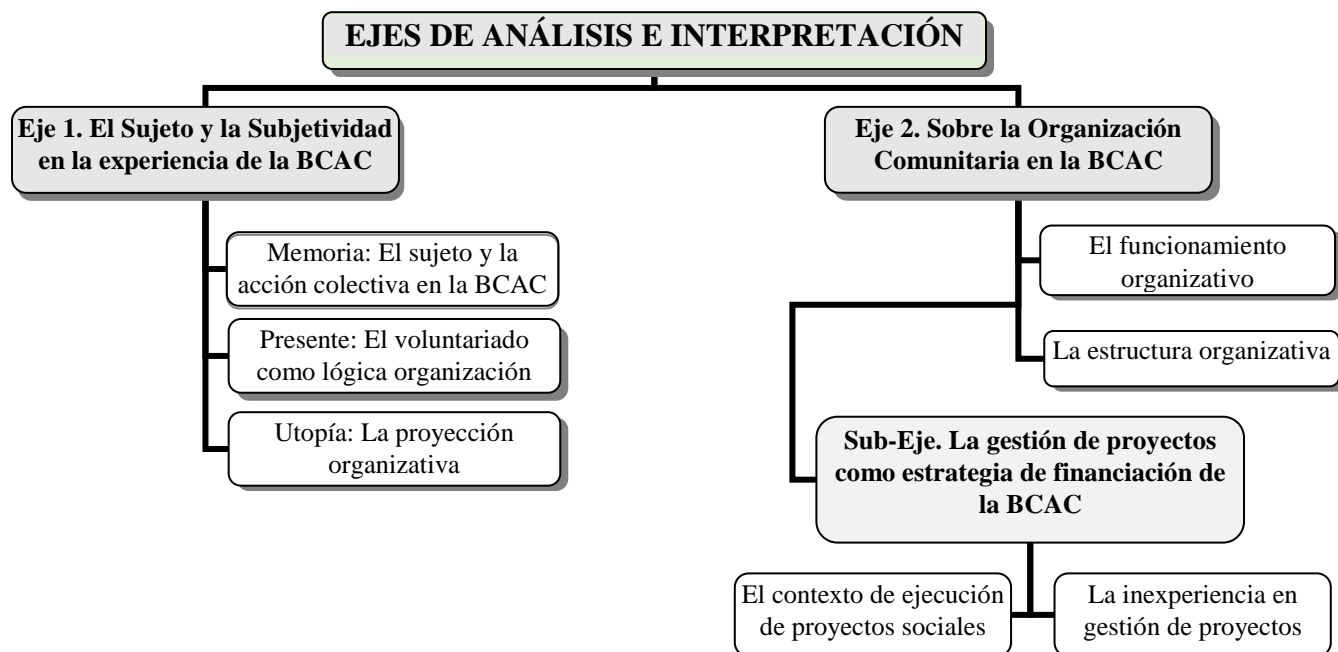 EJES DE ANÁLISIS E INTERPRETACIÓN
Eje 1. El Sujeto y la Subjetividad
en la experiencia de la BCAC
Memoria: El sujeto y la
acción colectiva en la BCAC
Presente: El voluntariado
como lógica organización
Utopía: La proyección
organizativa
Eje 2. Sobre la Organización
Comunitaria en la BCAC
El funcionamiento
organizativo
La estructura organizativa
Sub-Eje. La gestión de proyectos
como estrategia de financiación de
la BCAC
El contexto de ejecución
de proyectos sociales
La inexperiencia en
gestión de proyectos